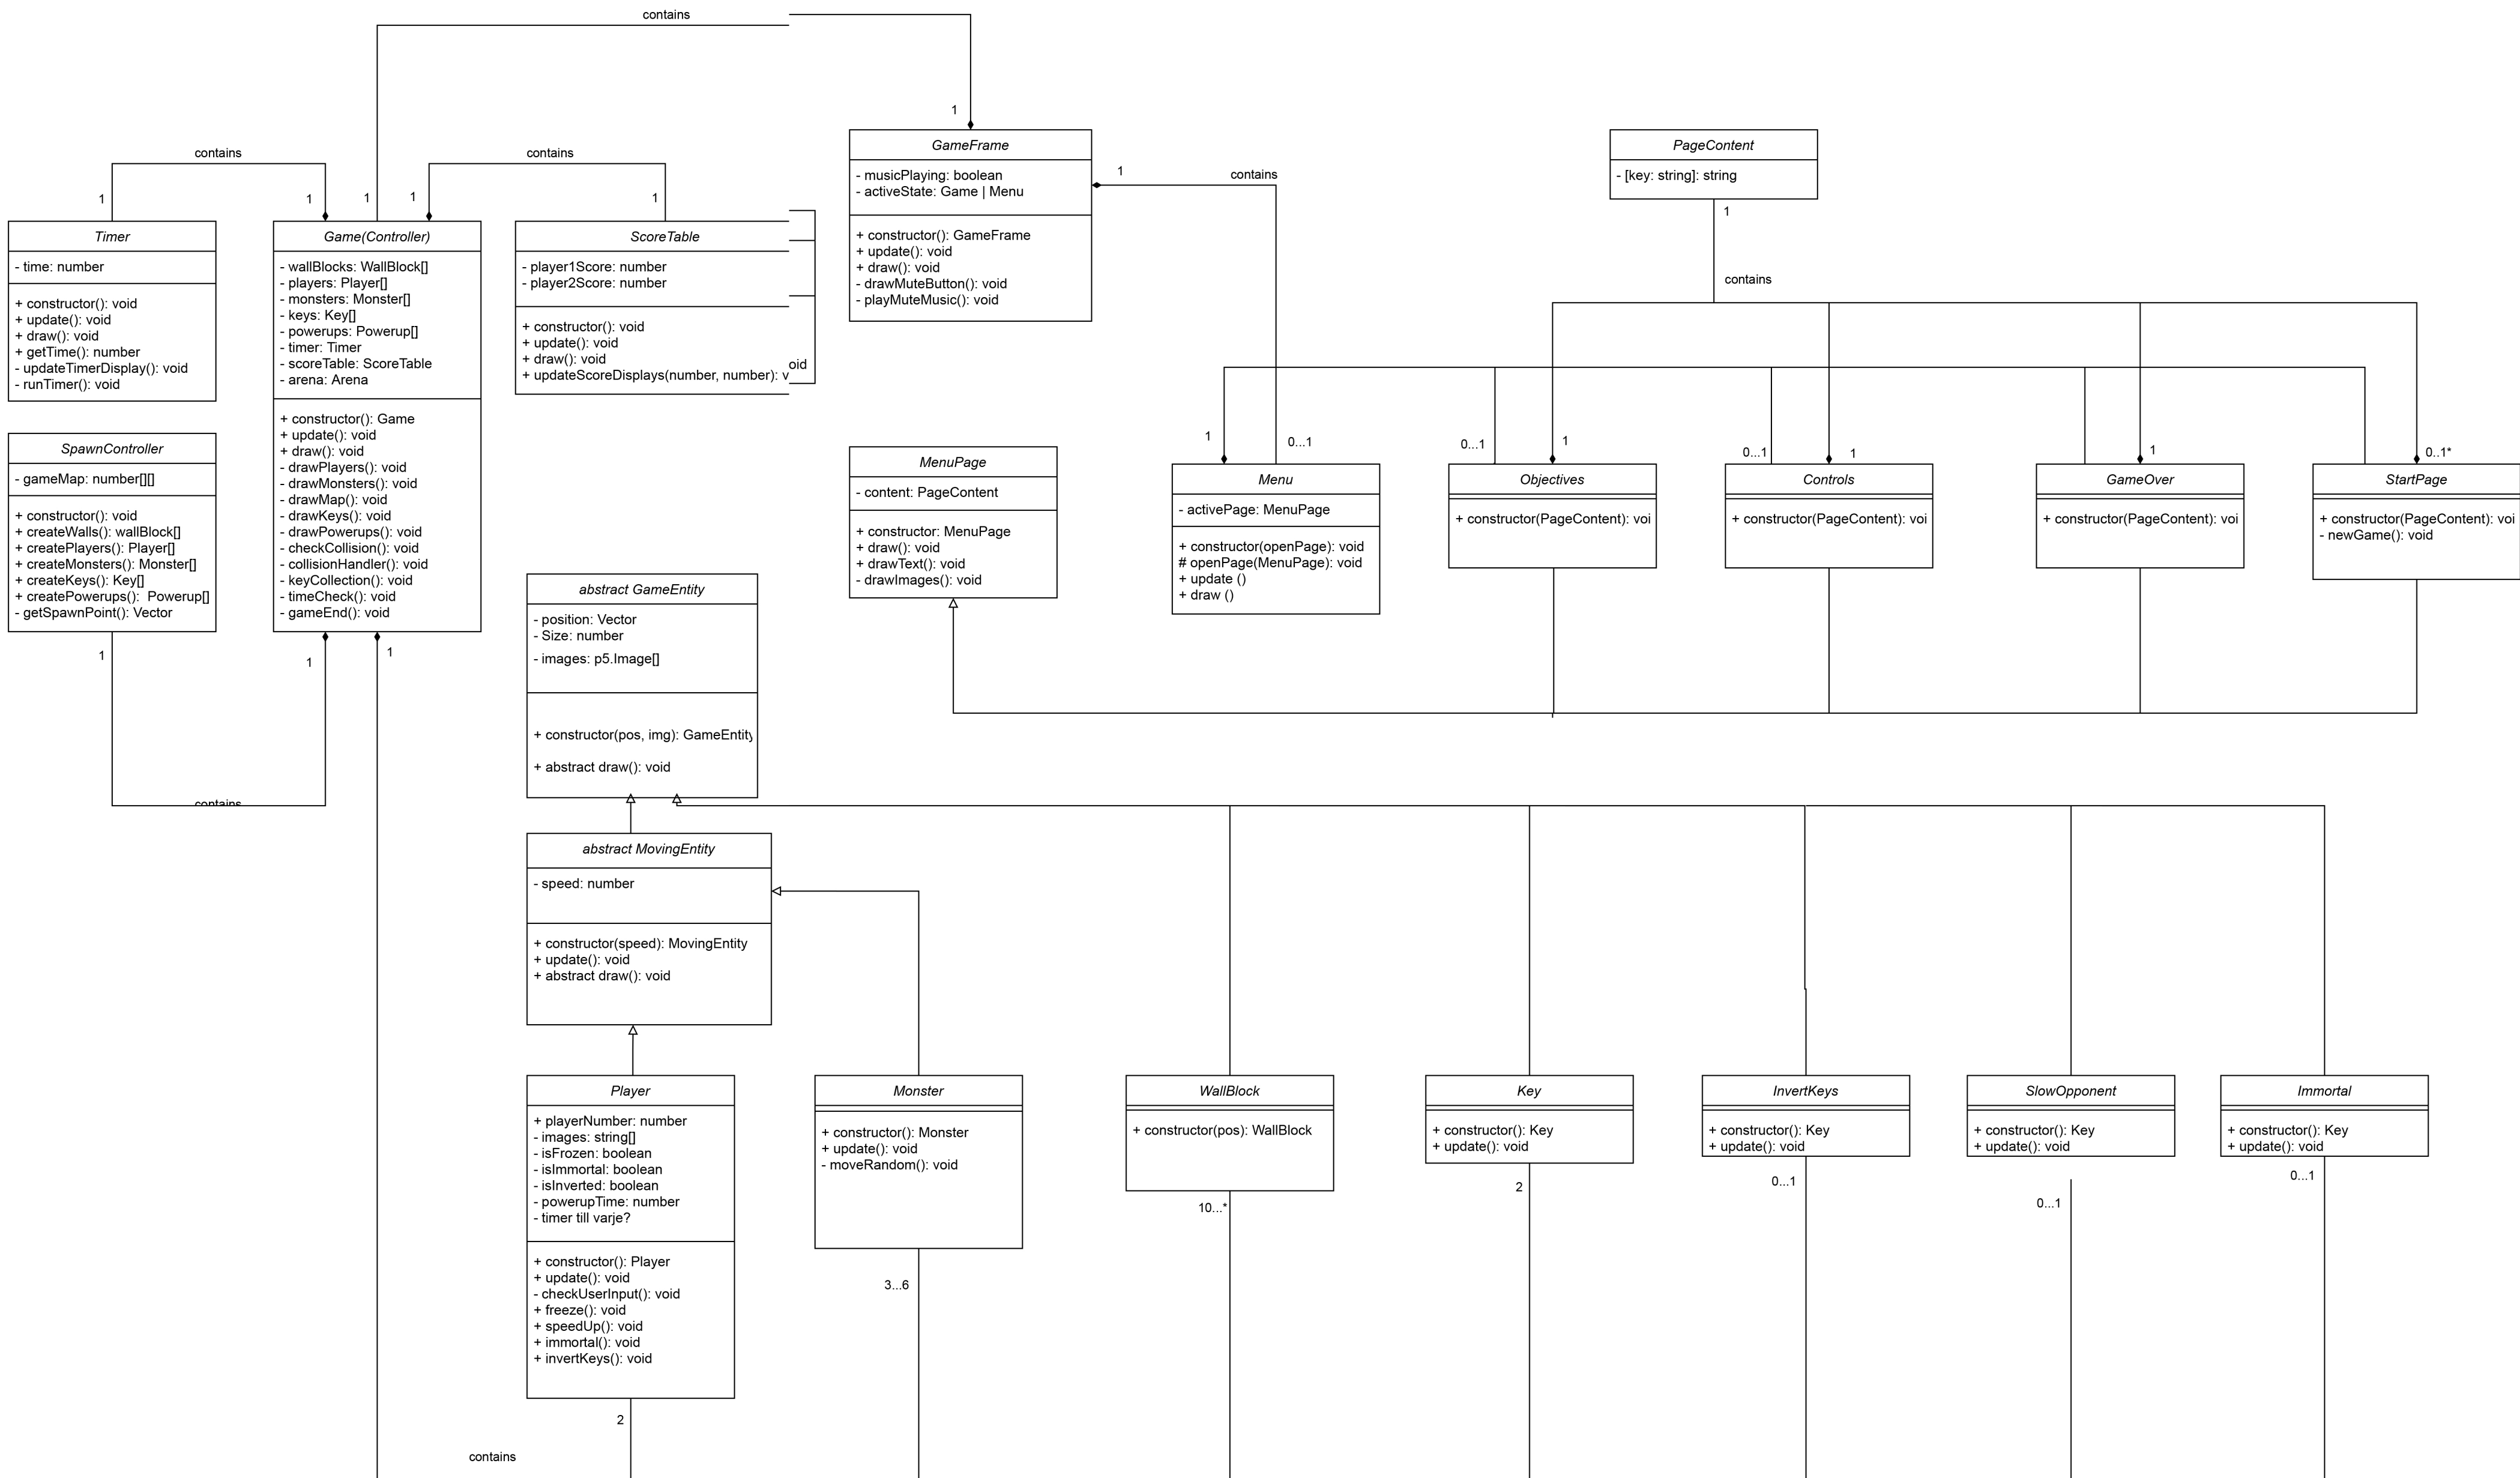 contains
1
GameFrame
- musicPlaying: boolean
- activeState: Game | Menu
+ constructor(): GameFrame
+ update(): void
+ draw(): void
- drawMuteButton(): void
- playMuteMusic(): void
1
contains
PageContent
- [key: string]: string
1
contains
contains
1
1
1
1
contains
1
Timer
- time: number
+ constructor(): void
+ update(): void
+ draw(): void
+ getTime(): number
- updateTimerDisplay(): void
- runTimer(): void
Game(Controller)
- wallBlocks: WallBlock[]
- players: Player[]
- monsters: Monster[]
- keys: Key[]
- powerups: Powerup[]
- timer: Timer
- scoreTable: ScoreTable
- arena: Arena
+ constructor(): Game
+ update(): void
+ draw(): void
- drawPlayers(): void
- drawMonsters(): void
- drawMap(): void
- drawKeys(): void
- drawPowerups(): void
- checkCollision(): void
- collisionHandler(): void
- keyCollection(): void
- timeCheck(): void
- gameEnd(): void
ScoreTable
- player1Score: number
- player2Score: number
+ constructor(): void
+ update(): void
+ draw(): void
+ updateScoreDisplays(number, number): v
oid
SpawnController
- gameMap: number[][]
+ constructor(): void
+ createWalls(): wallBlock[]
+ createPlayers(): Player[]
+ createMonsters(): Monster[]
+ createKeys(): Key[]
+ createPowerups():  Powerup[]
- getSpawnPoint(): Vector
1
1
1
contains
MenuPage
- content: PageContent
+ constructor: MenuPage
+ draw(): void
+ drawText(): void
- drawImages(): void
1
0...1
Menu
- activePage: MenuPage
+ constructor(openPage): void
# openPage(MenuPage): void
+ update ()
+ draw ()
0...1
1
Objectives
+ constructor(PageContent): voi
0...1
1
Controls
+ constructor(PageContent): voi
1
GameOver
+ constructor(PageContent): voi
0..1*
StartPage
+ constructor(PageContent): voi
- newGame(): void
abstract GameEntity
- position: Vector
- Size: number
- images: p5.Image[]
+ constructor(pos, img): GameEntity
+ abstract draw(): void
abstract MovingEntity
- speed: number
+ constructor(speed): MovingEntity
+ update(): void
+ abstract draw(): void
Player
+ playerNumber: number
- images: string[]
- isFrozen: boolean
- isImmortal: boolean
- isInverted: boolean
- powerupTime: number
- timer till varje?
+ constructor(): Player
+ update(): void
- checkUserInput(): void
+ freeze(): void
+ speedUp(): void
+ immortal(): void
+ invertKeys(): void
2
contains
Monster
+ constructor(): Monster
+ update(): void
- moveRandom(): void
3...6
WallBlock
+ constructor(pos): WallBlock
10...*
Key
+ constructor(): Key
+ update(): void
2
InvertKeys
+ constructor(): Key
+ update(): void
0...1
SlowOpponent
+ constructor(): Key
+ update(): void
0...1
Immortal
+ constructor(): Key
+ update(): void
0...1